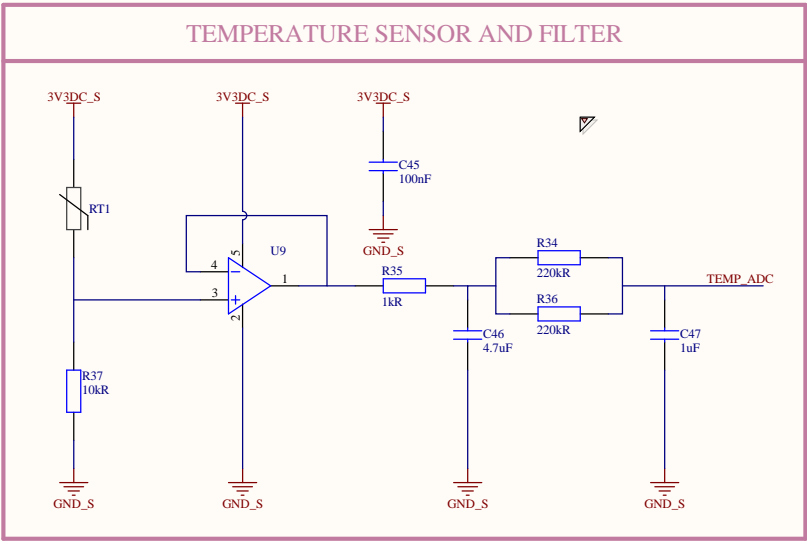 TEMPERATURE SENSOR AND FILTER
3V3DC_S
3V3DC_S
3V3DC_S
C45
100nF
RT1
GND_S
U9
5
4
1
3
2
R35
1kR
R34
220kR
R36
220kR
TEMP_ADC
C46
4.7uF
C47
1uF
R37
10kR
GND_S
GND_S
GND_S
GND_S